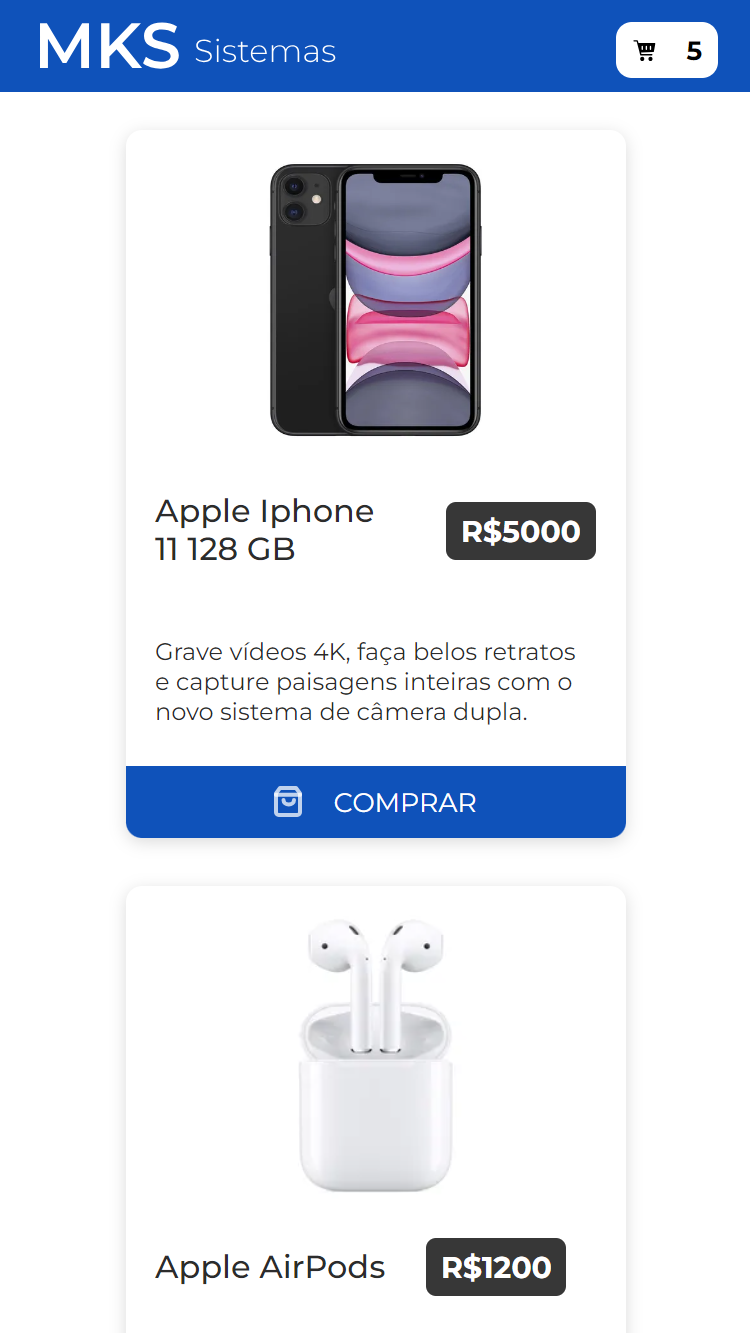 MKS Sistemas
5
Apple Iphone
11 128 GB
R$5000
Grave vídeos 4K, faça belos retratos
e capture paisagens inteiras com o
novo sistema de câmera dupla.
COMPRAR
Apple AirPods
R$1200